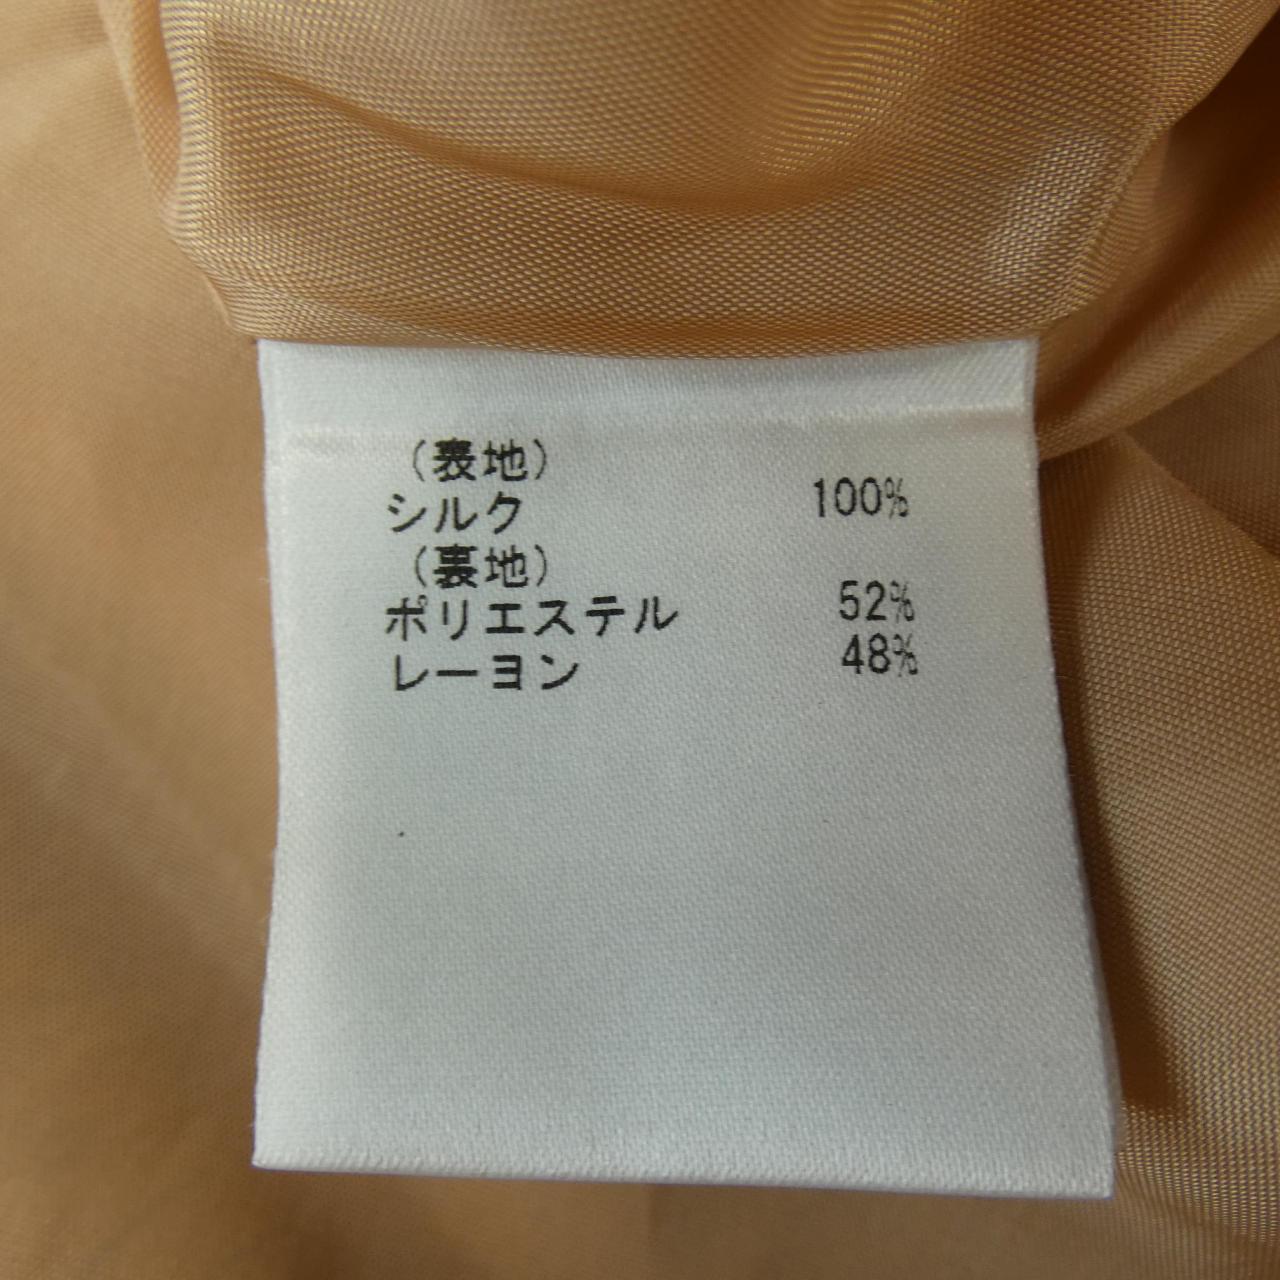 (表地)
シルク 100%
(裏地)
ポリエステル 52%
レーヨン 48%